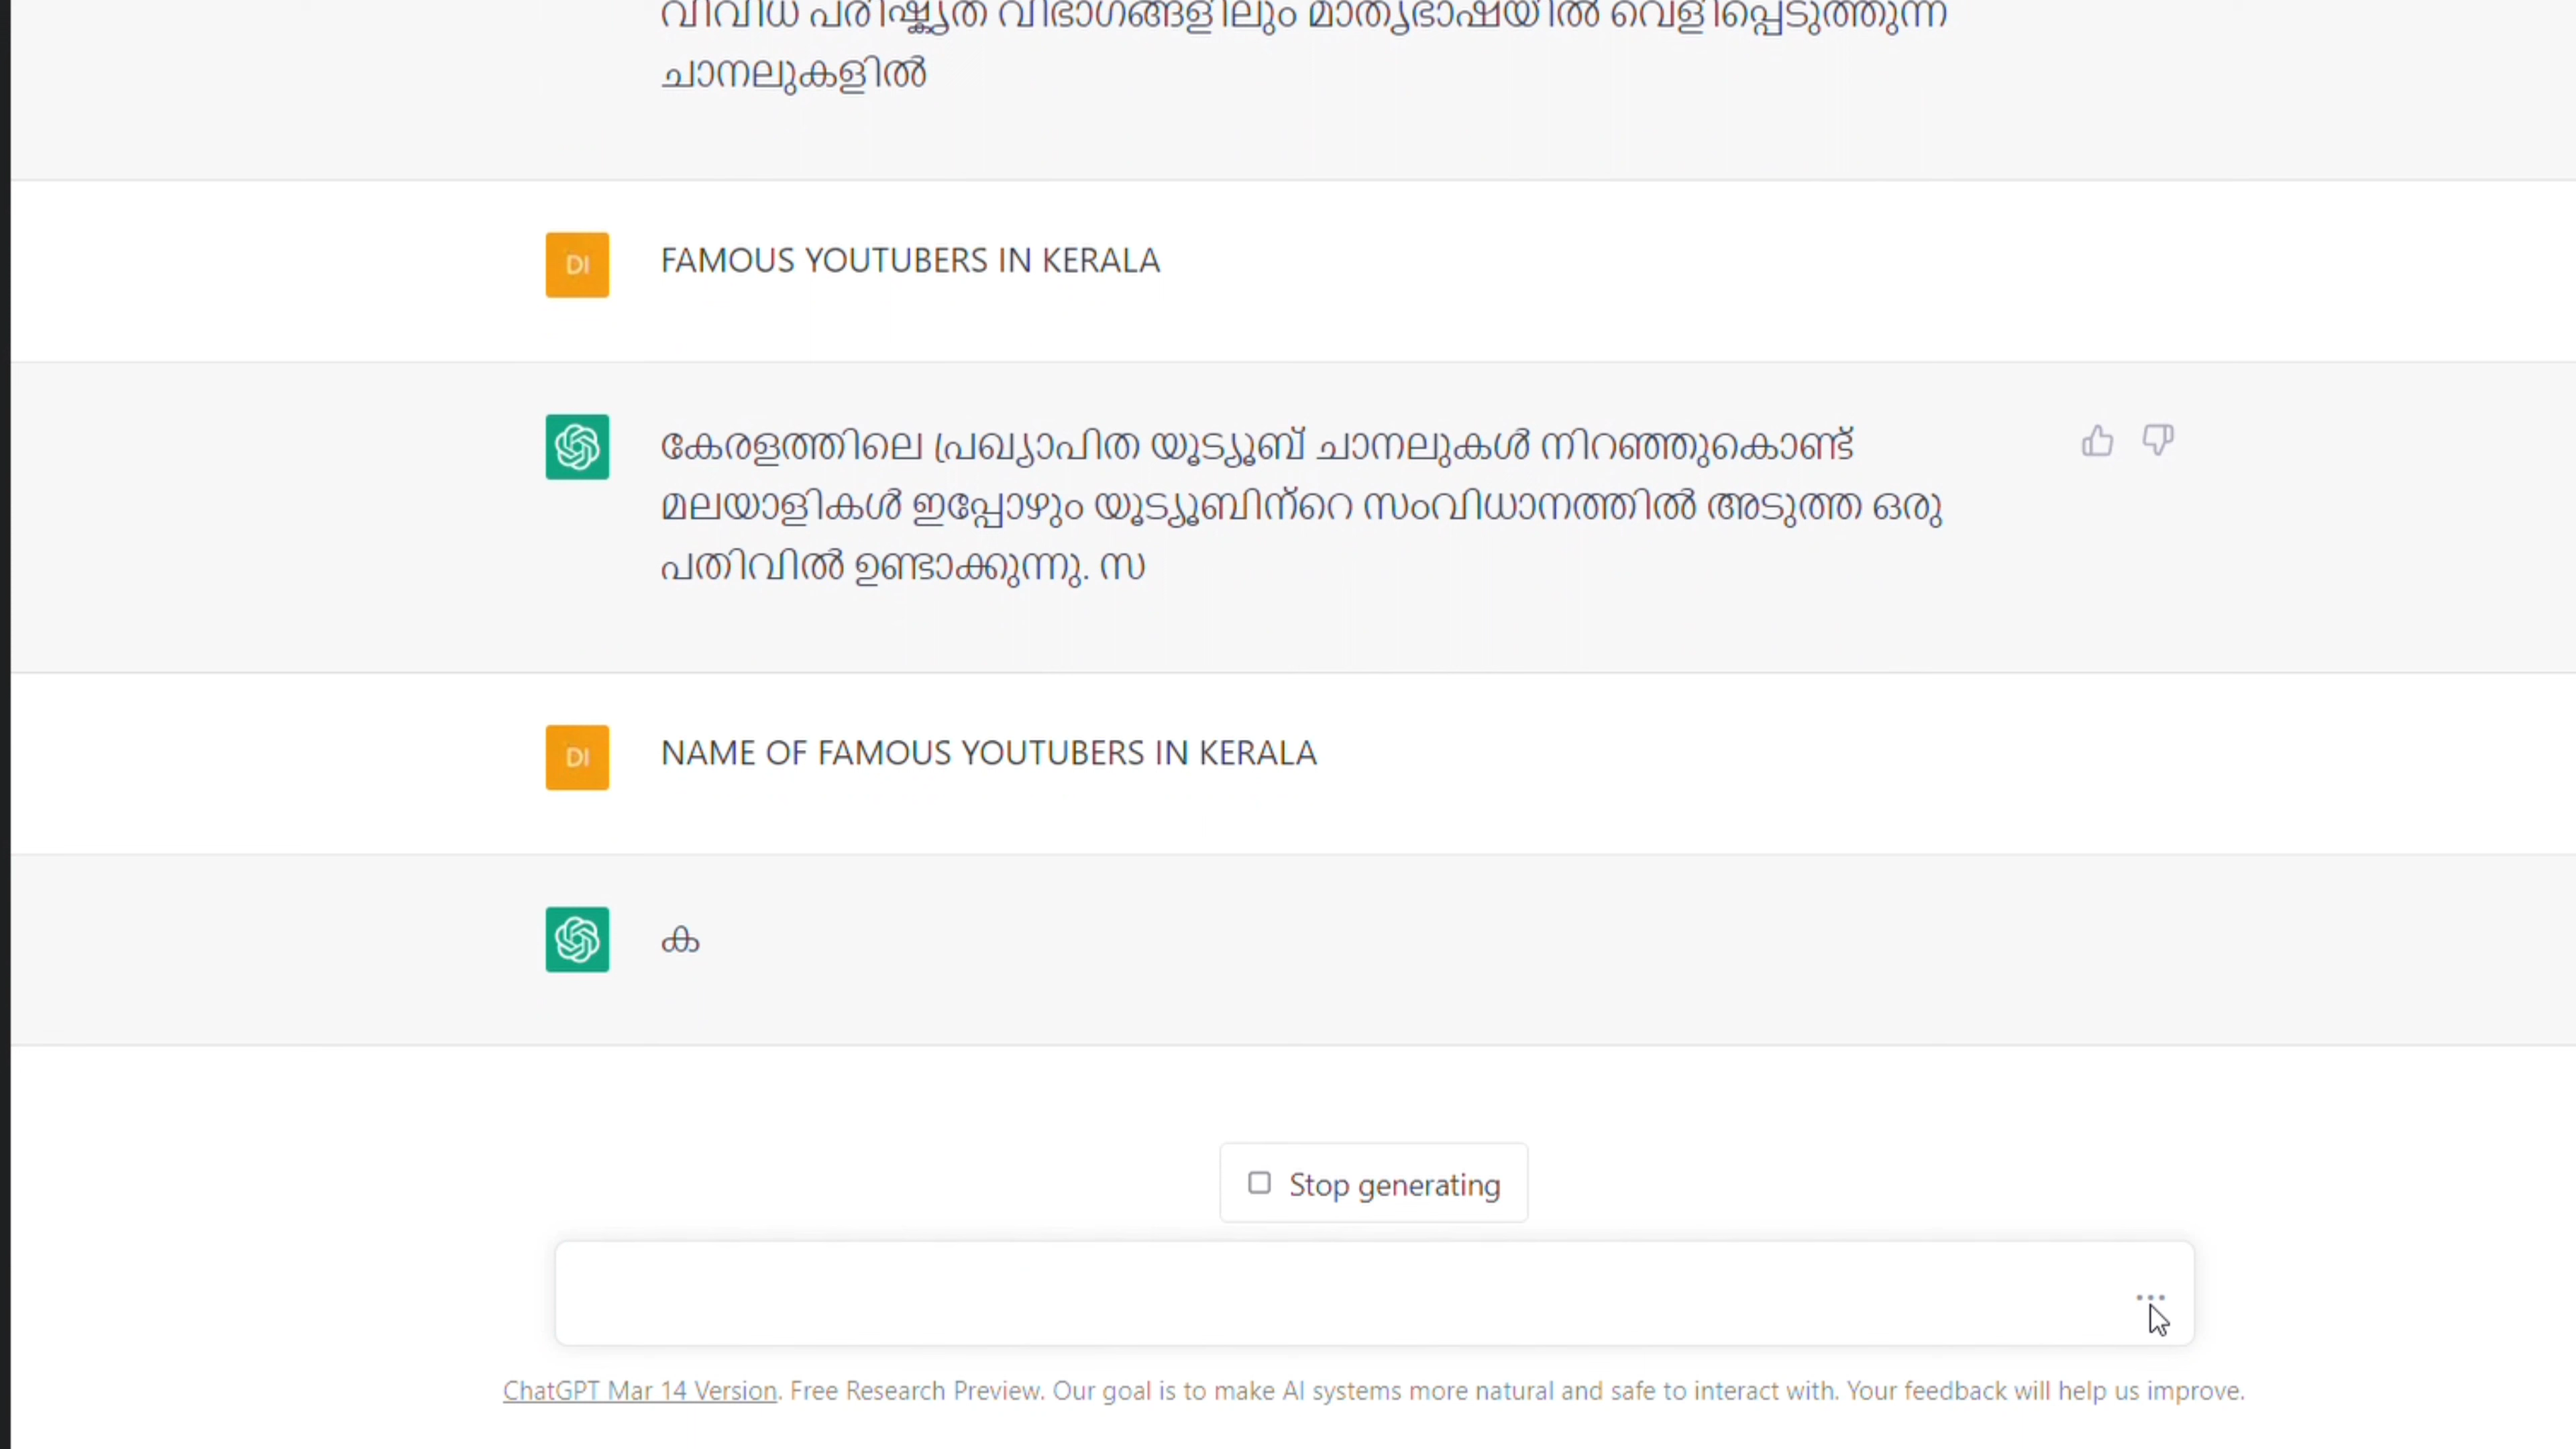 വിവിധ പരിഷ്കൃത വിഭാഗങ്ങളിലും മാതൃഭാഷയിൽ വെളിപ്പെടുത്തുന്ന
ചാനലുകളിൽ
DI
FAMOUS YOUTUBERS IN KERALA
കേരളത്തിലെ പ്രഖ്യാപിത യൂട്യൂബ് ചാനലുകൾ നിറഞ്ഞുകൊണ്ട്
മലയാളികൾ ഇപ്പോഴും യൂട്യൂബിന്റെ സംവിധാനത്തിൽ അടുത്ത ഒരു
പതിവിൽ ഉണ്ടാക്കുന്നു. സ
DI
NAME OF FAMOUS YOUTUBERS IN KERALA
ക
Stop generating
ChatGPT Mar 14 Version. Free Research Preview. Our goal is to make AI systems more natural and safe to interact with. Your feedback will help us improve.